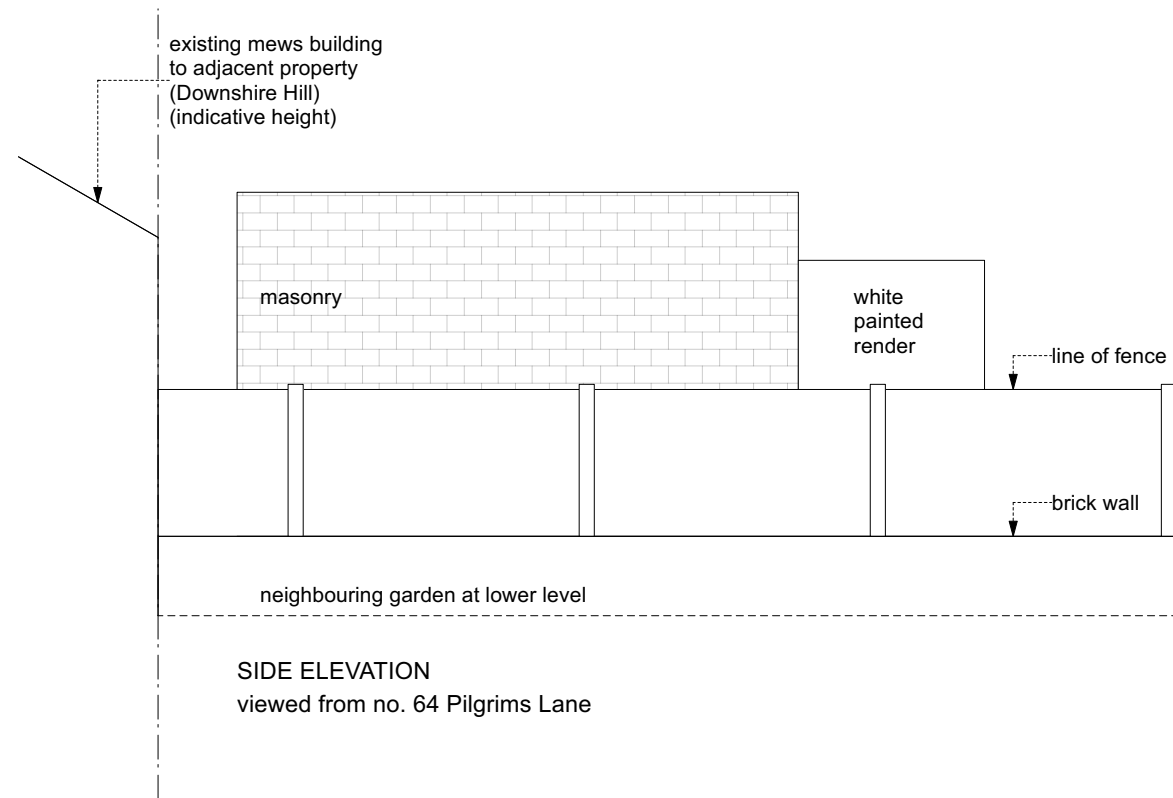 existing mews building
to adjacent property
(Downshire Hill)
(indicative height)
masonry
white
painted
render
line of fence
brick wall
neighbouring garden at lower level
SIDE ELEVATION
viewed from no. 64 Pilgrims Lane